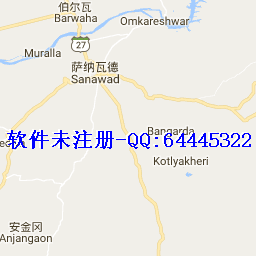 伯尔瓦
Barwaha
Omkareshwar
Muralla
27
萨纳瓦德
Sanawad
软件未注册-QQ:64445322
Bangarda
Kotlyakheri
安金冈
Anjangaon